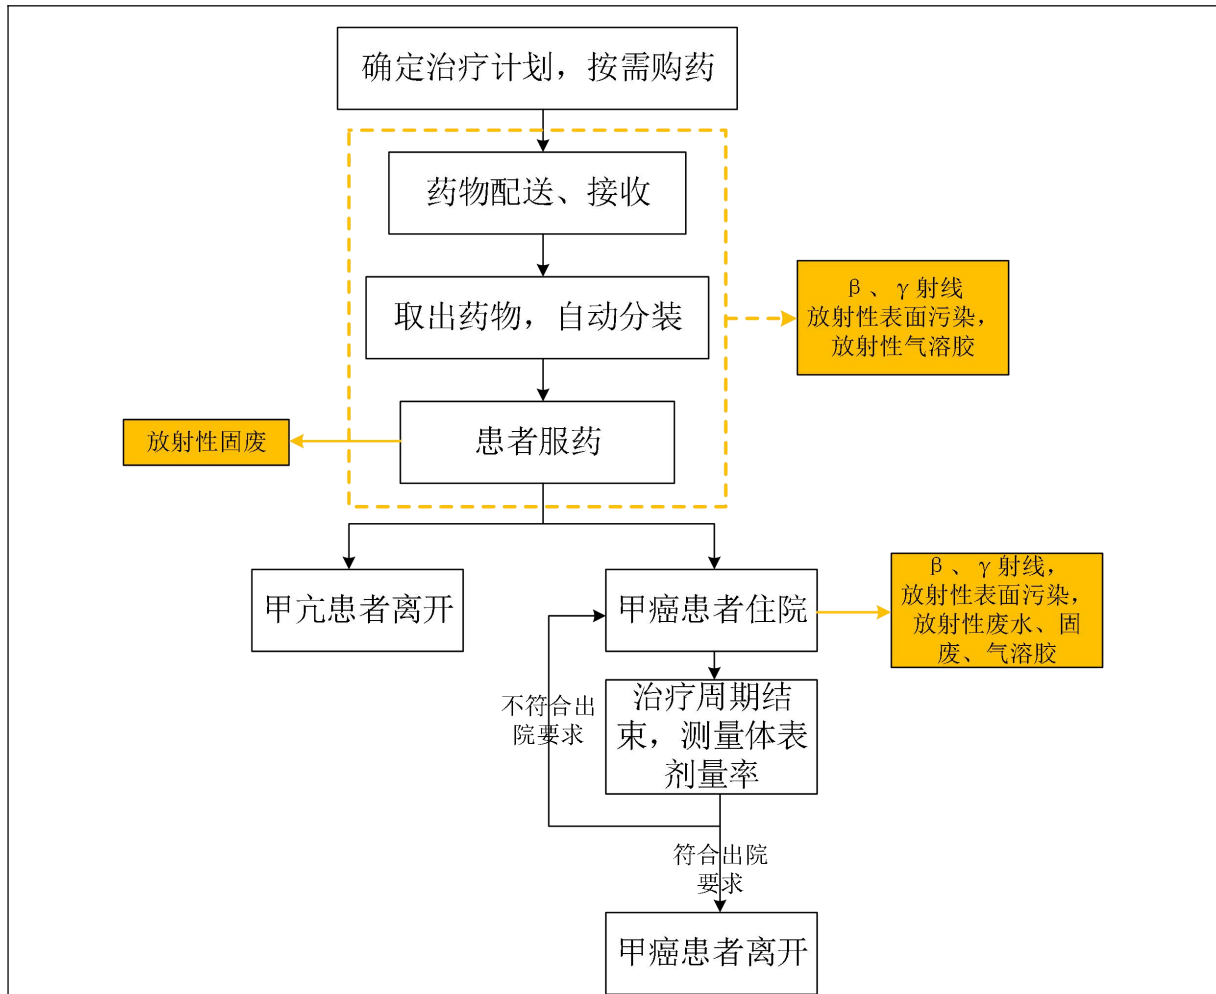 确定治疗计划，按需购药
药物配送、接收
取出药物，自动分装
β、γ射线
放射性表面污染，
放射性气溶胶
患者服药
放射性固废
甲亢患者离开
甲癌患者住院
β、γ射线，
放射性表面污染，
放射性废水、固
废、气溶胶
不符合出
院要求
治疗周期结
束，测量体表
剂量率
符合出院
要求
甲癌患者离开